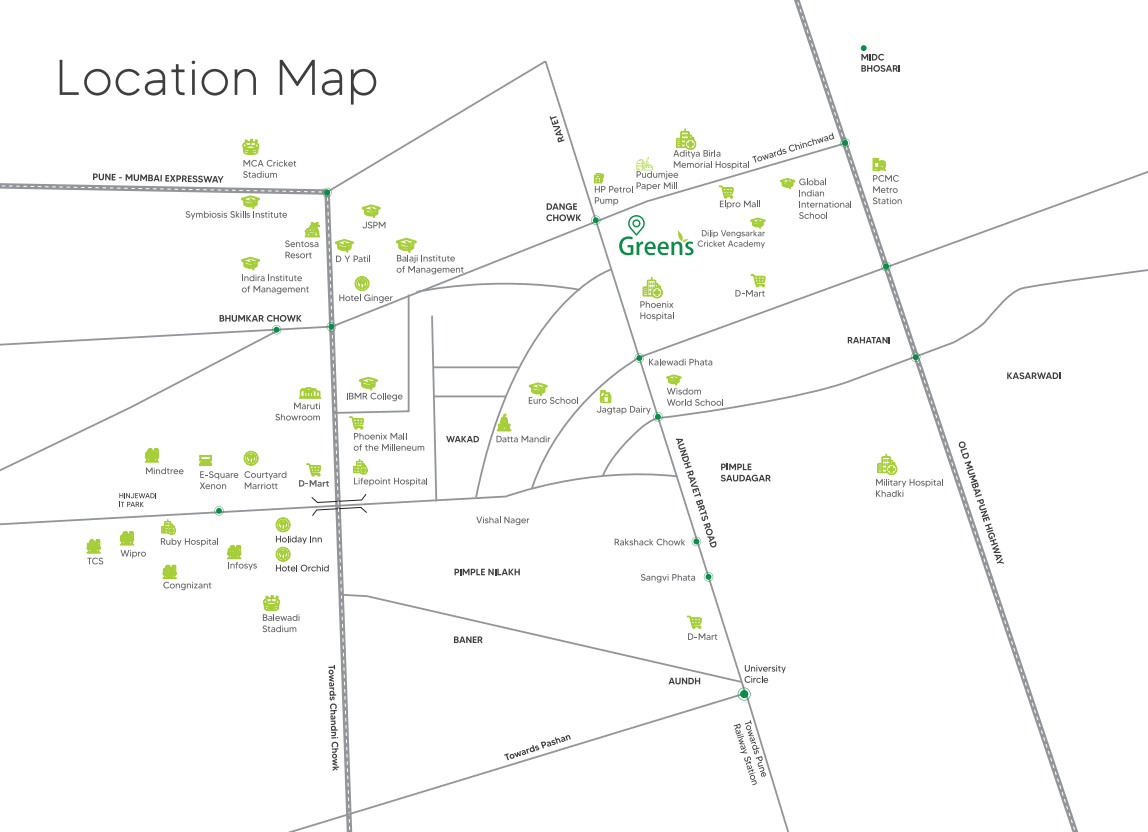 Location Map
MIDC
BHOSARI
RAVET
MCA Cricket
Stadium
PUNE - MUMBAI EXPRESSWAY
Aditya Birla
Memorial Hospital
Towards Chinchwad
Pudumjee
Paper Mill
HP Petrol
Pump
Elpro Mall
Global
Indian
International
School
PCMC
Metro
Station
Symbiosis Skills Institute
JSPM
DANGE
CHOWK
Sentosa
Resort
D Y Patil
Balaji Institute
of Management
Greens
Dilip Vengsarkar
Cricket Academy
Indira Institute
of Management
Hotel Ginger
Phoenix
Hospital
D-Mart
BHUMKAR CHOWK
RAHATANI
Kalewadi Phata
KASARWADI
Maruti
Showroom
IBMR College
Euro School
Jagtap Dairy
Wisdom
World School
Phoenix Mall
of the Milleneum
WAKAD
Datta Mandir
Mindtree
E-Square
Xenon
Courtyard
Marriott
D-Mart
Lifepoint Hospital
AUNDH RAVET BRTS ROAD
PIMPLE
SAUDAGAR
Military Hospital
Khadki
OLD MUMBAI PUNE HIGHWAY
HINJEWADI
IT PARK
Vishal Nager
TCS
Wipro
Ruby Hospital
Infosys
Holiday Inn
Hotel Orchid
Congnizant
Rakshack Chowk
PIMPLE NILAKH
Sangvi Phata
Balewadi
Stadium
BANER
D-Mart
University
Circle
AUNDH
Towards Chandni Chowk
Towards Pashan
Towards Pune
Railway Station